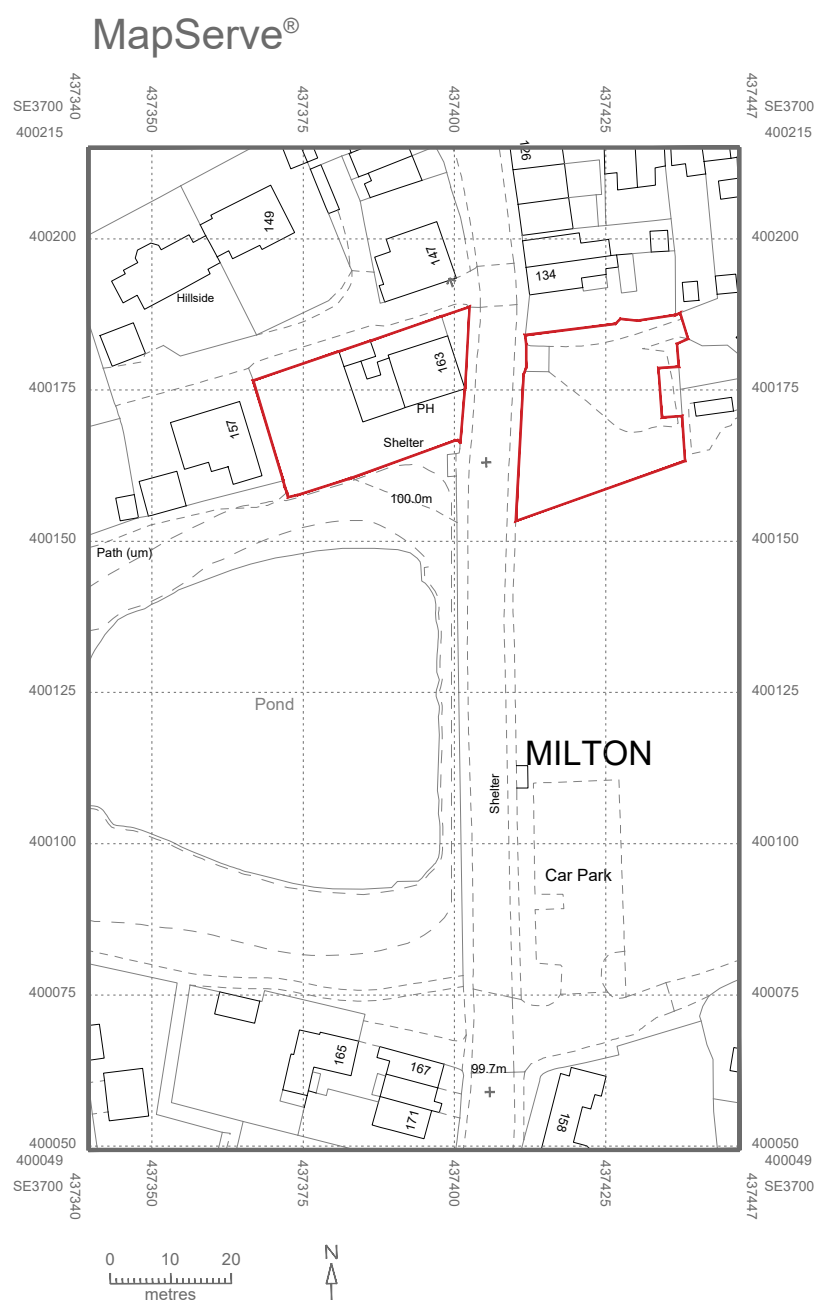 MapServe®
437340
437350
437375
437400
437425
437447
SE3700
400215
SE3700
400215
126
149
147
400200
400200
134
Hillside
163
400175
400175
PH
157
Shelter
100.0m
400150
400150
Path (um)
400125
400125
Pond
MILTON
Shelter
400100
400100
Car Park
400075
400075
165
167
99.7m
171
158
400050
400050
400049
400049
SE3700
SE3700
437340
437350
437375
437400
437425
437447
0 10 20
metres
N